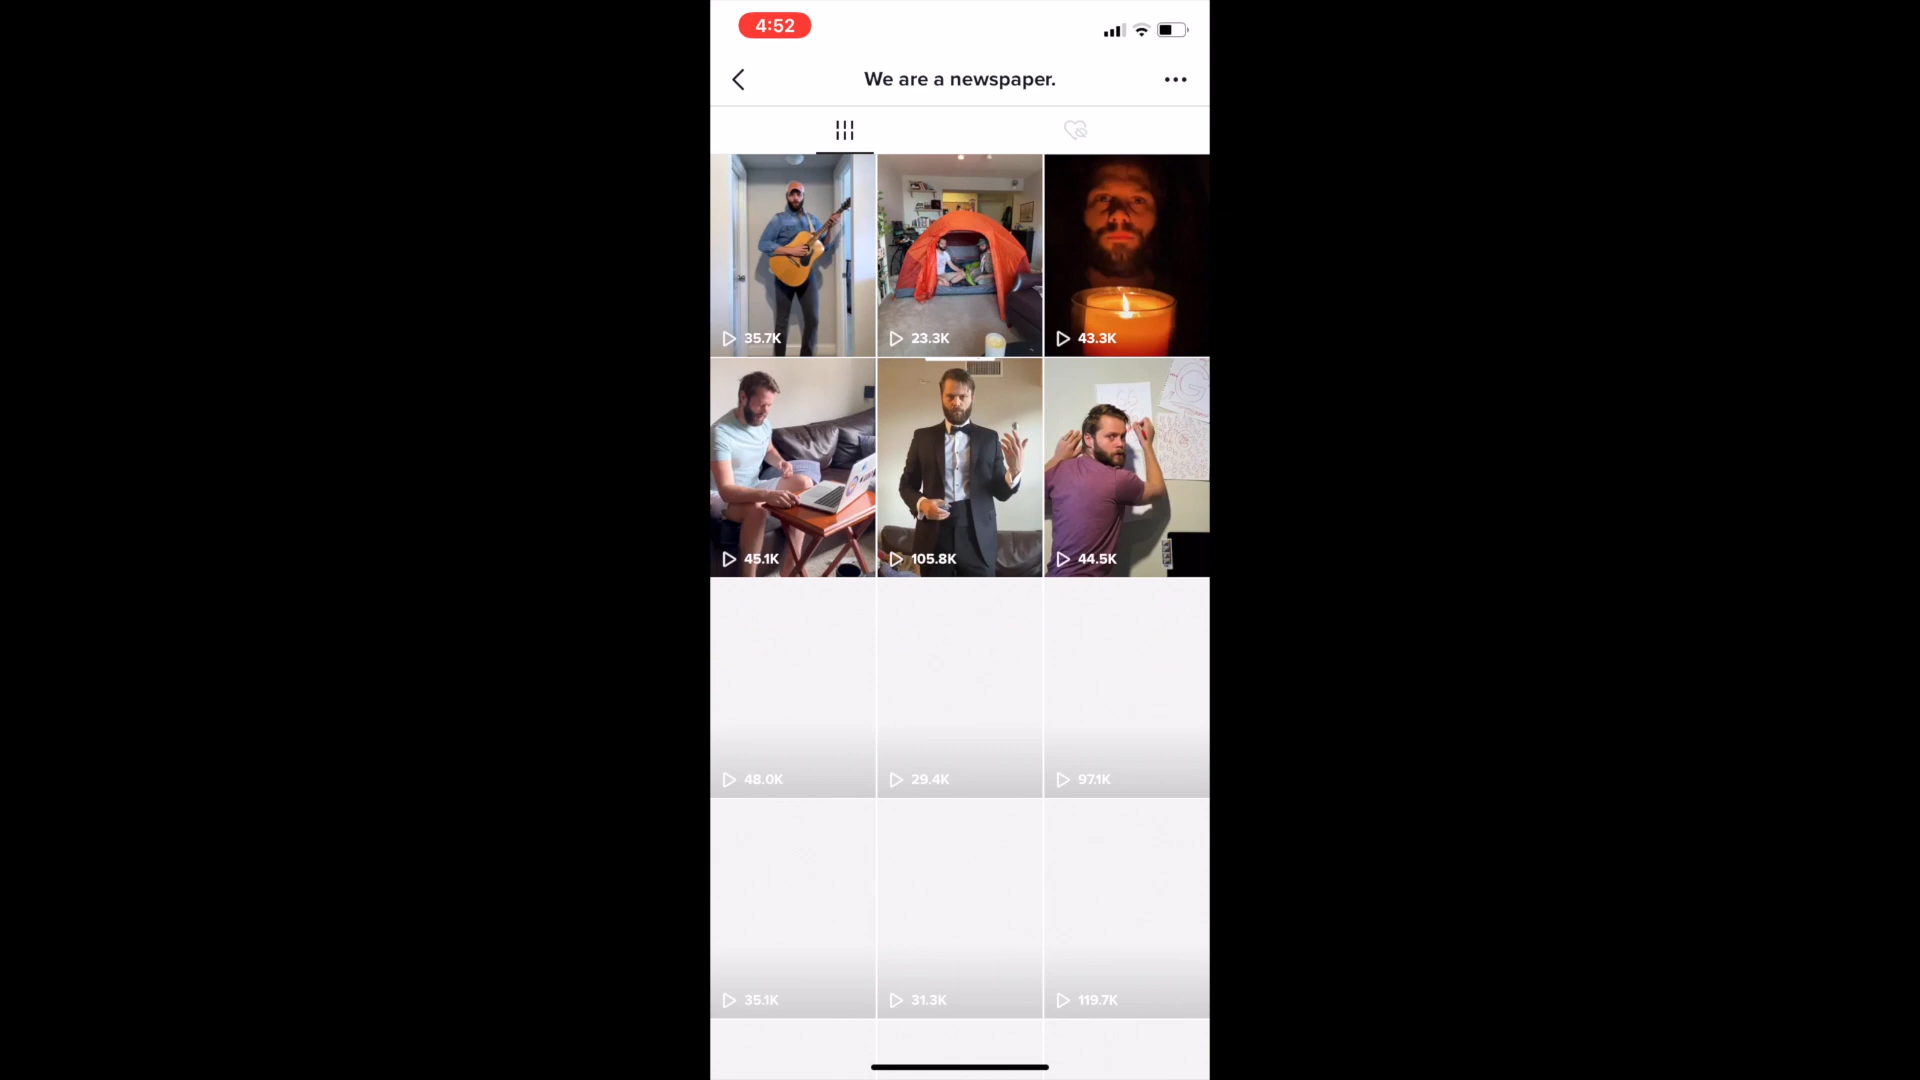 4:52
We are a newspaper.
35.7K
23.3K
43.3K
45.1K
105.8K
44.5K
48.0K
29.4K
97.1K
35.1K
31.3K
119.7K